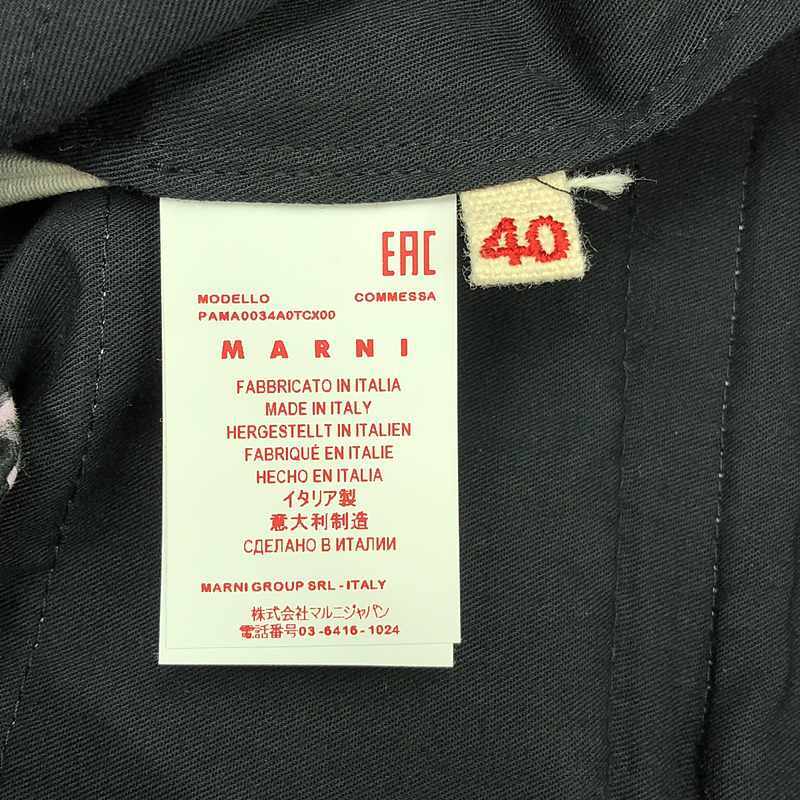 EAC
40
MODELLO COMMESSA
PAMA0034A0TCX00
MARNI
FABBRICATO IN ITALIA
MADE IN ITALY
HERGESTELLT IN ITALIEN
FABRIQUÉ EN ITALIE
HECHO EN ITALIA
イタリア製
意大利制造
СДЕЛАНО В ИТАЛИИ
MARNI GROUP SRL - ITALY
株式会社マルニジャパン
電話番号03-6416-1024